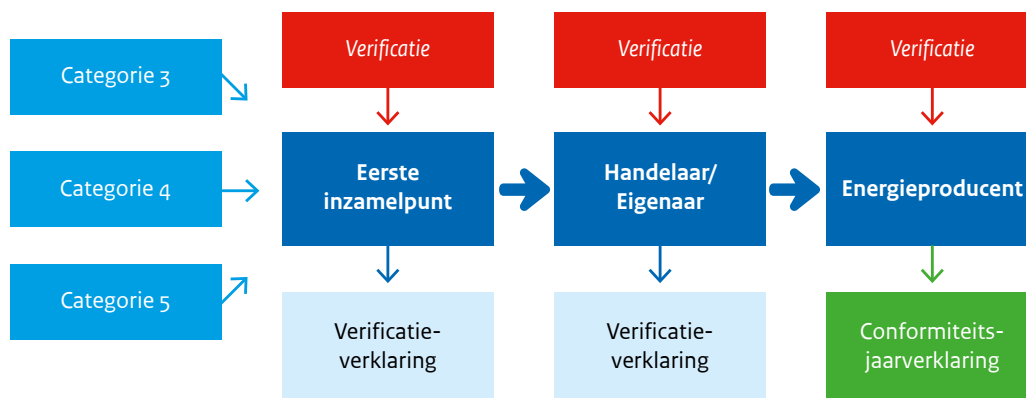 Categorie 3
Categorie 4
Categorie 5
Verificatie
Verificatie
Verificatie
Eerste
inzamelpunt
Handelaar/
Eigenaar
Energieproducent
Verificatie-
verklaring
Verificatie-
verklaring
Conformiteits-
jaarverklaring